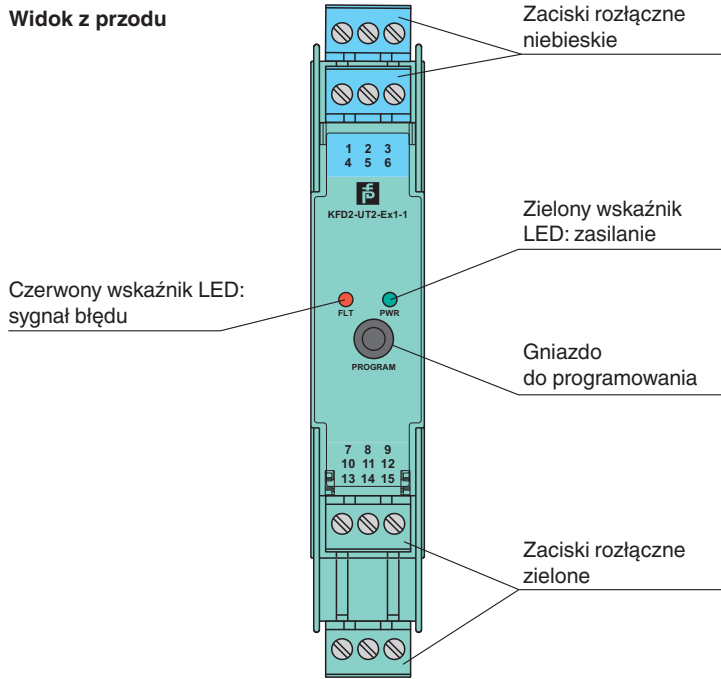 Widok z przodu
Zaciski rozłączne
niebieskie
1 2 3
4 5 6
KFD2-UT2-Ex1-1
Zielony wskaźnik
LED: zasilanie
Czerwony wskaźnik LED:
sygnał błędu
FLT PWR
Gniazdo
do programowania
PROGRAM
7 8 9
10 11 12
13 14 15
Zaciski rozłączne
zielone